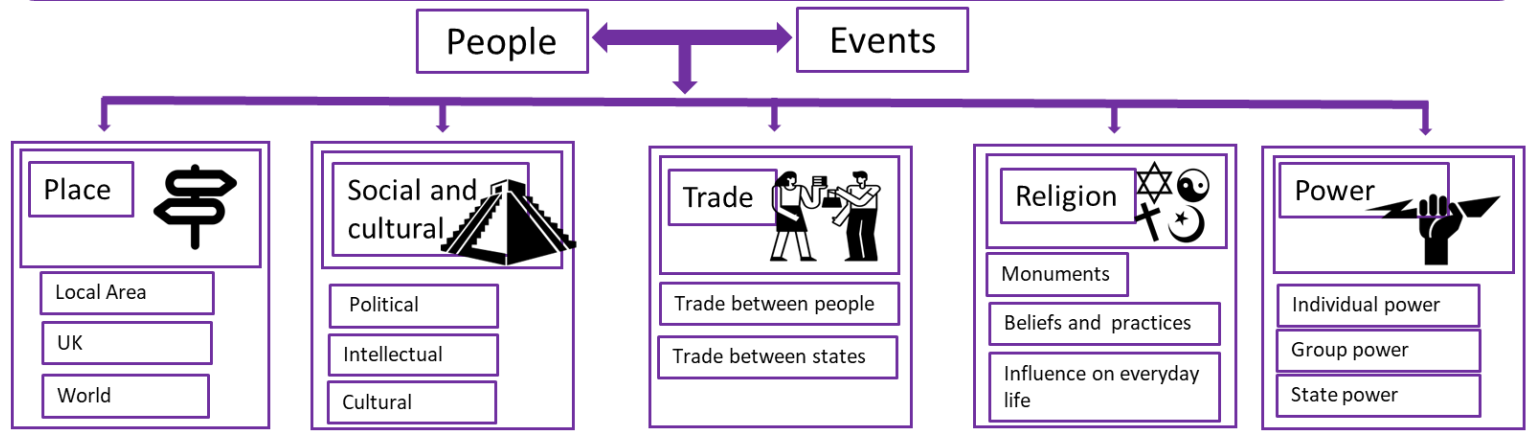 People
Events
Place
Local Area
UK
World
Social and
cultural
Political
Intellectual
Cultural
Trade
Trade between people
Trade between states
Religion
Monuments
Beliefs and practices
Influence on everyday
life
Power
Individual power
Group power
State power